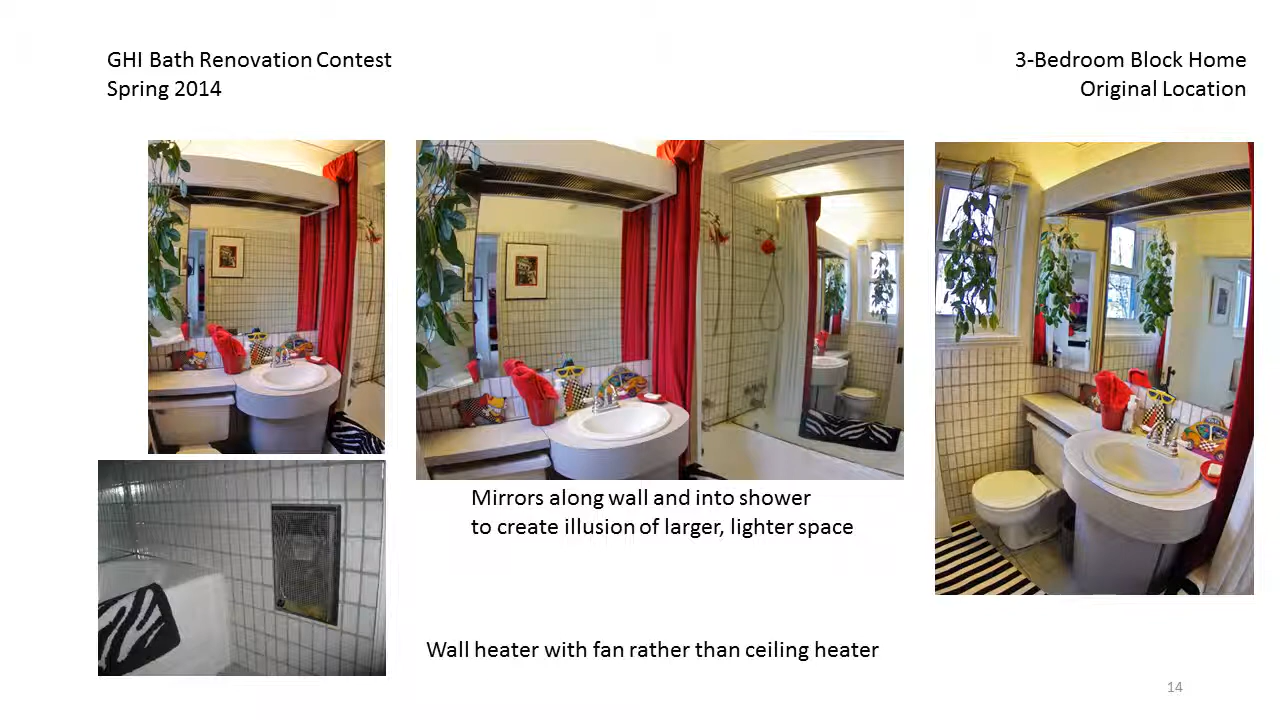 GHI Bath Renovation Contest
Spring 2014
3-Bedroom Block Home
Original Location
Mirrors along wall and into shower
to create illusion of larger, lighter space
Wall heater with fan rather than ceiling heater
14